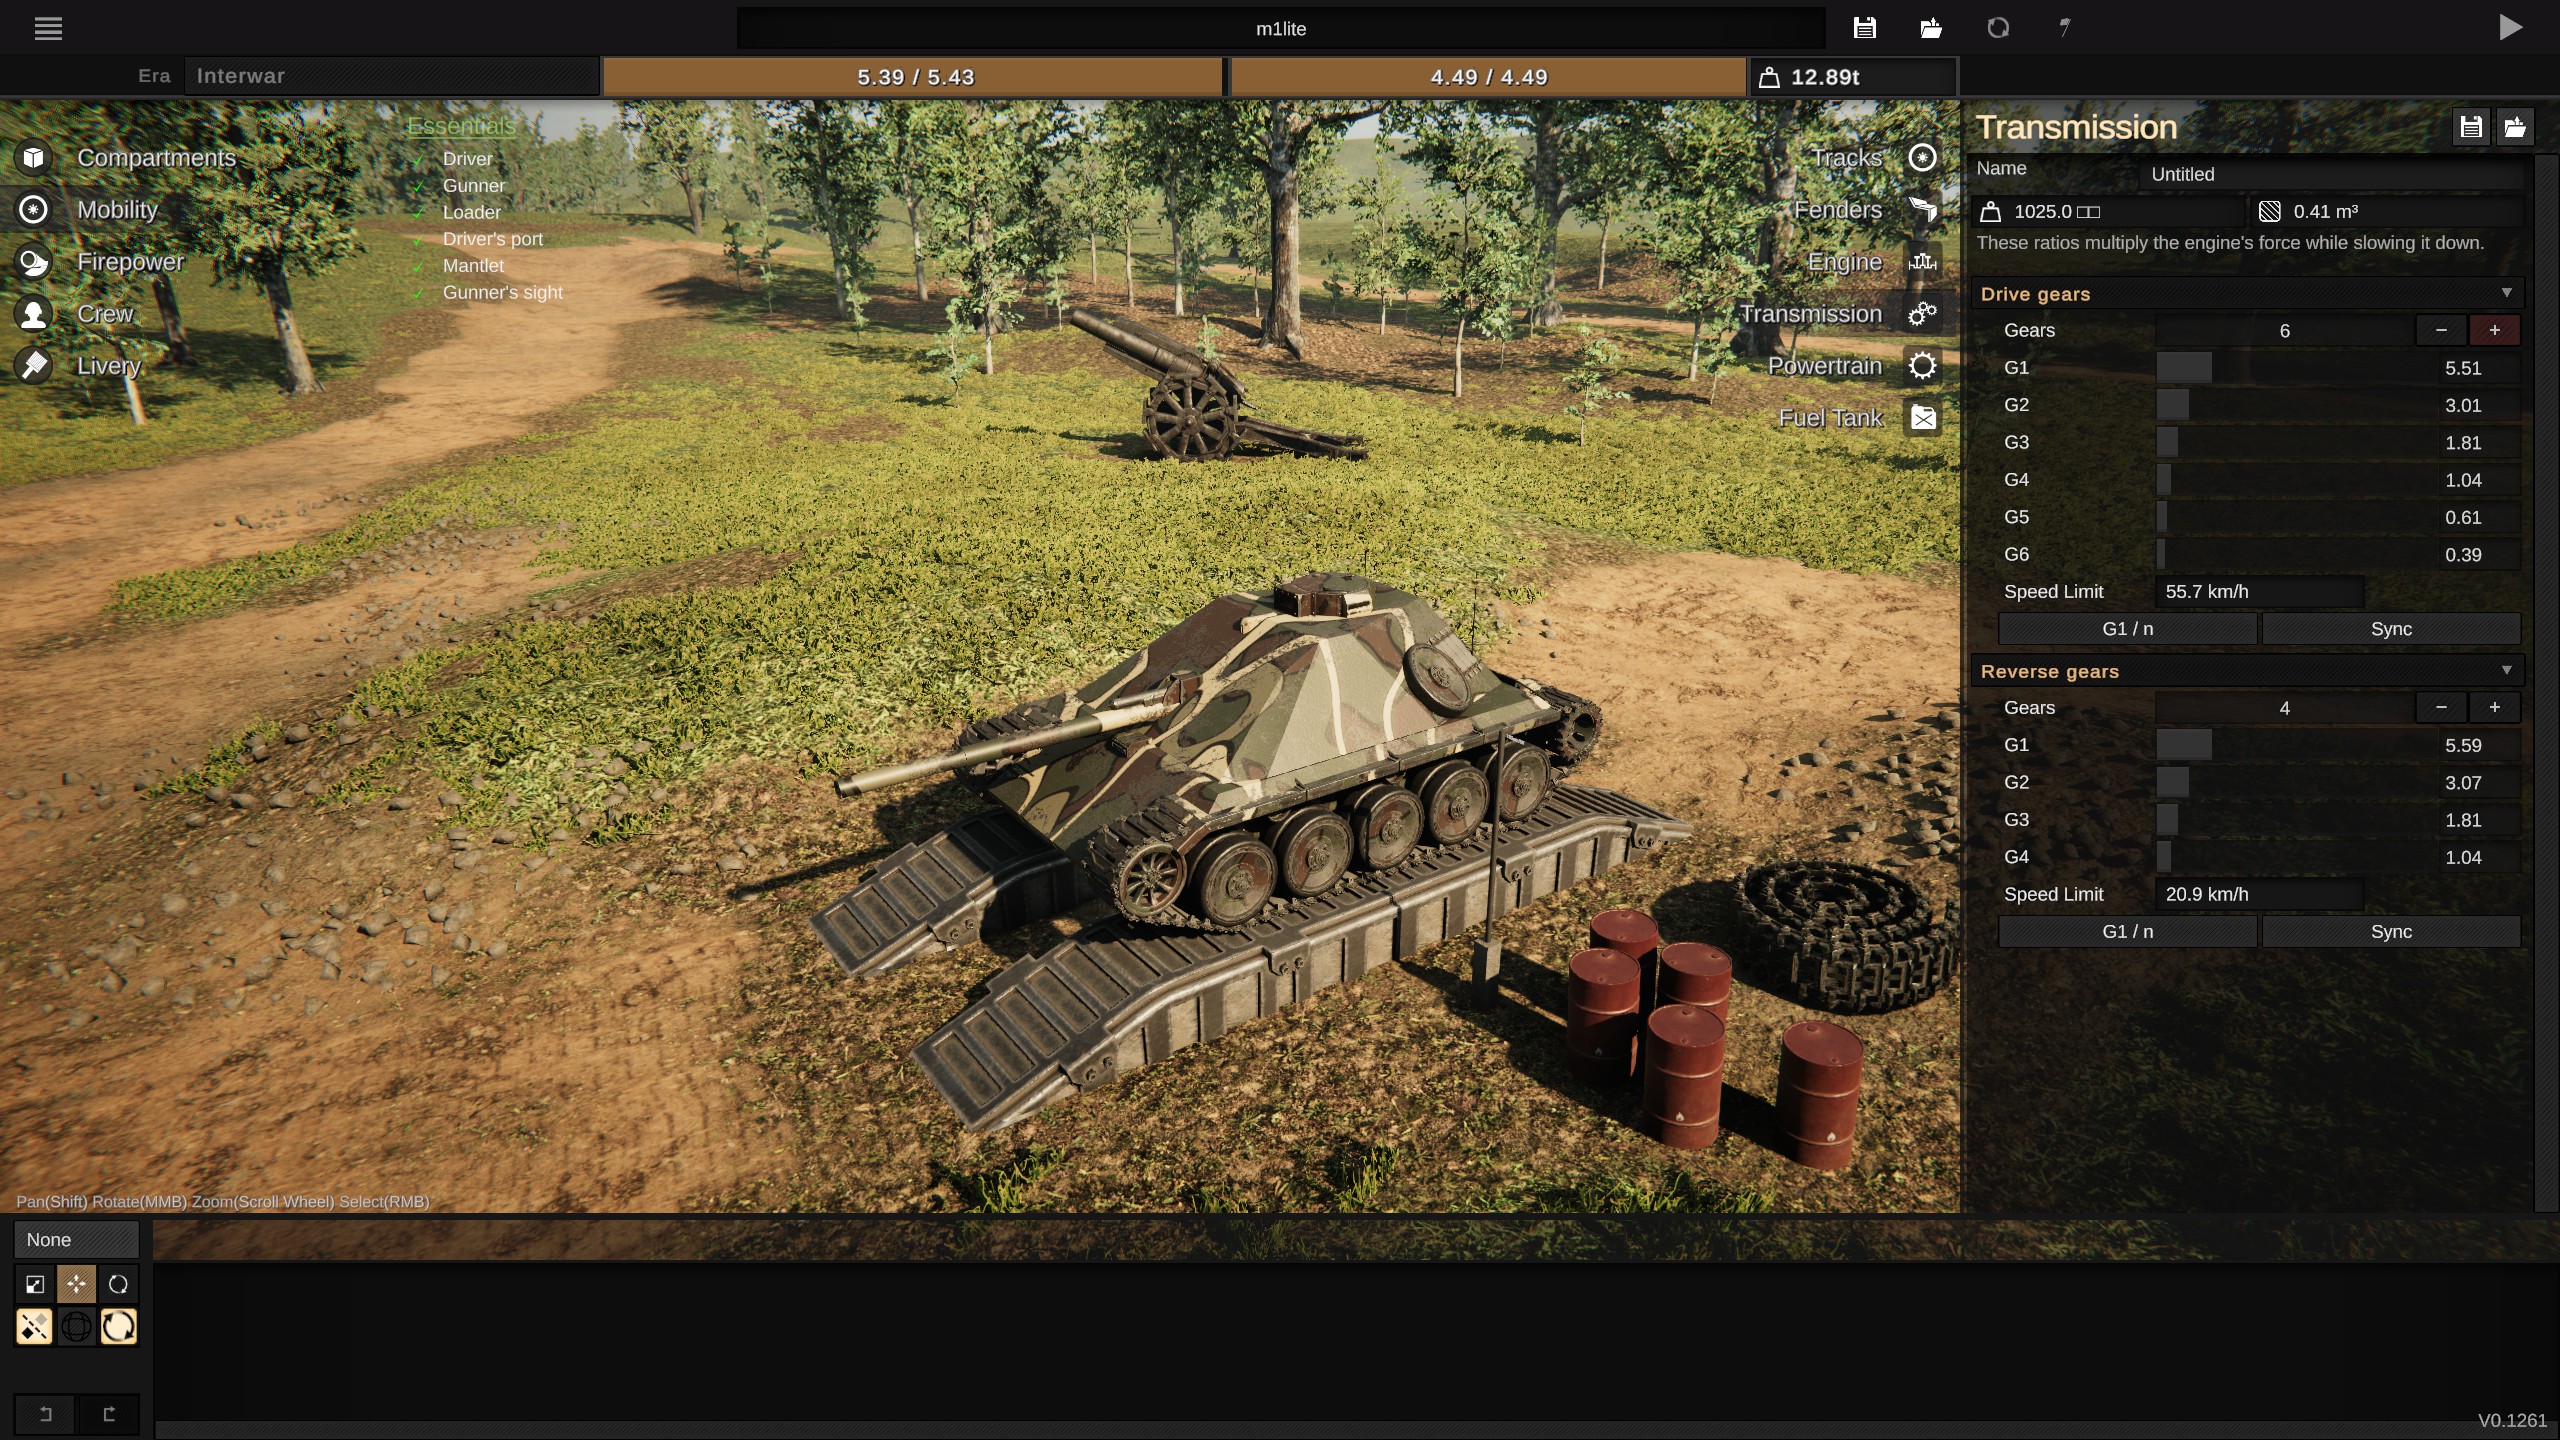 m1lite
Era Interwar 5.39 / 5.43 4.49 / 4.49 12.89t
Compartments
Mobility
Firepower
Crew
Livery
Essentials
✓ Driver
✓ Gunner
✓ Loader
✓ Driver's port
✓ Mantlet
✓ Gunner's sight
Tracks
Fenders
Engine
Transmission
Powertrain
Fuel Tank
Transmission
Name Untitled
1025.0 □□ 0.41 m³
These ratios multiply the engine's force while slowing it down.
Drive gears
Gears 6 − +
G1 5.51
G2 3.01
G3 1.81
G4 1.04
G5 0.61
G6 0.39
Speed Limit 55.7 km/h
G1 / n Sync
Reverse gears
Gears 4 − +
G1 5.59
G2 3.07
G3 1.81
G4 1.04
Speed Limit 20.9 km/h
G1 / n Sync
Pan(Shift) Rotate(MMB) Zoom(Scroll Wheel) Select(RMB)
None
V0.1261